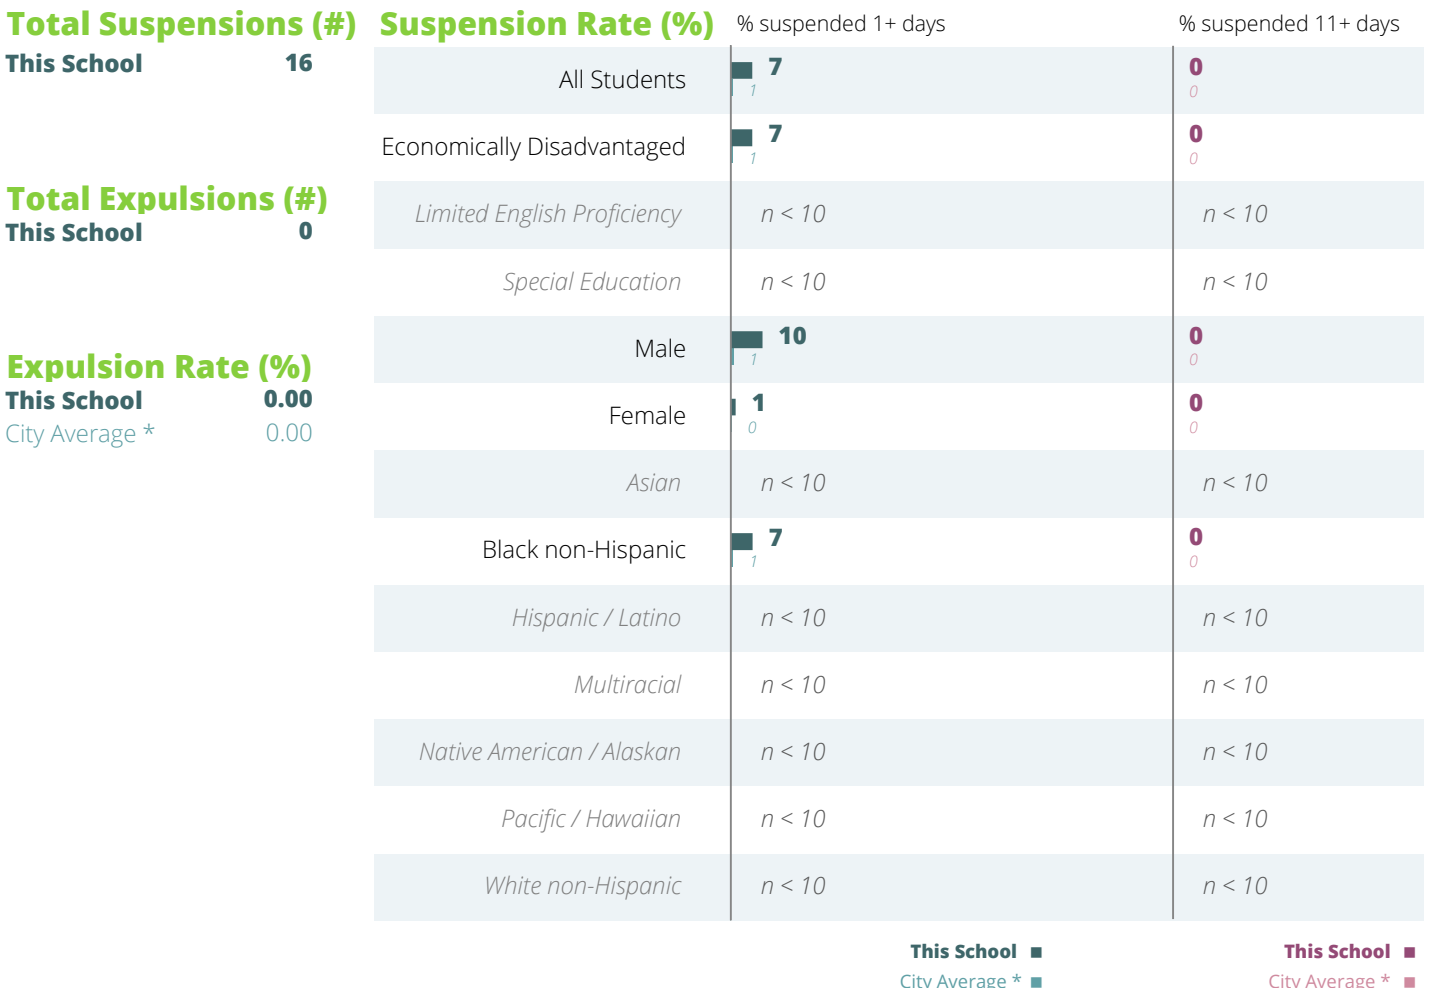 Total Suspensions (#)
This School 16
Total Expulsions (#)
This School 0
Expulsion Rate (%)
This School 0.00
City Average * 0.00
Suspension Rate (%) % suspended 1+ days % suspended 11+ days
All Students 7 0
1 0
Economically Disadvantaged 7 0
1 0
Limited English Proficiency n < 10 n < 10
Special Education n < 10 n < 10
Male 10 0
1 0
Female 1 0
0 0
Asian n < 10 n < 10
Black non-Hispanic 7 0
1 0
Hispanic / Latino n < 10 n < 10
Multiracial n < 10 n < 10
Native American / Alaskan n < 10 n < 10
Pacific / Hawaiian n < 10 n < 10
White non-Hispanic n < 10 n < 10
This School This School
City Average * City Average *